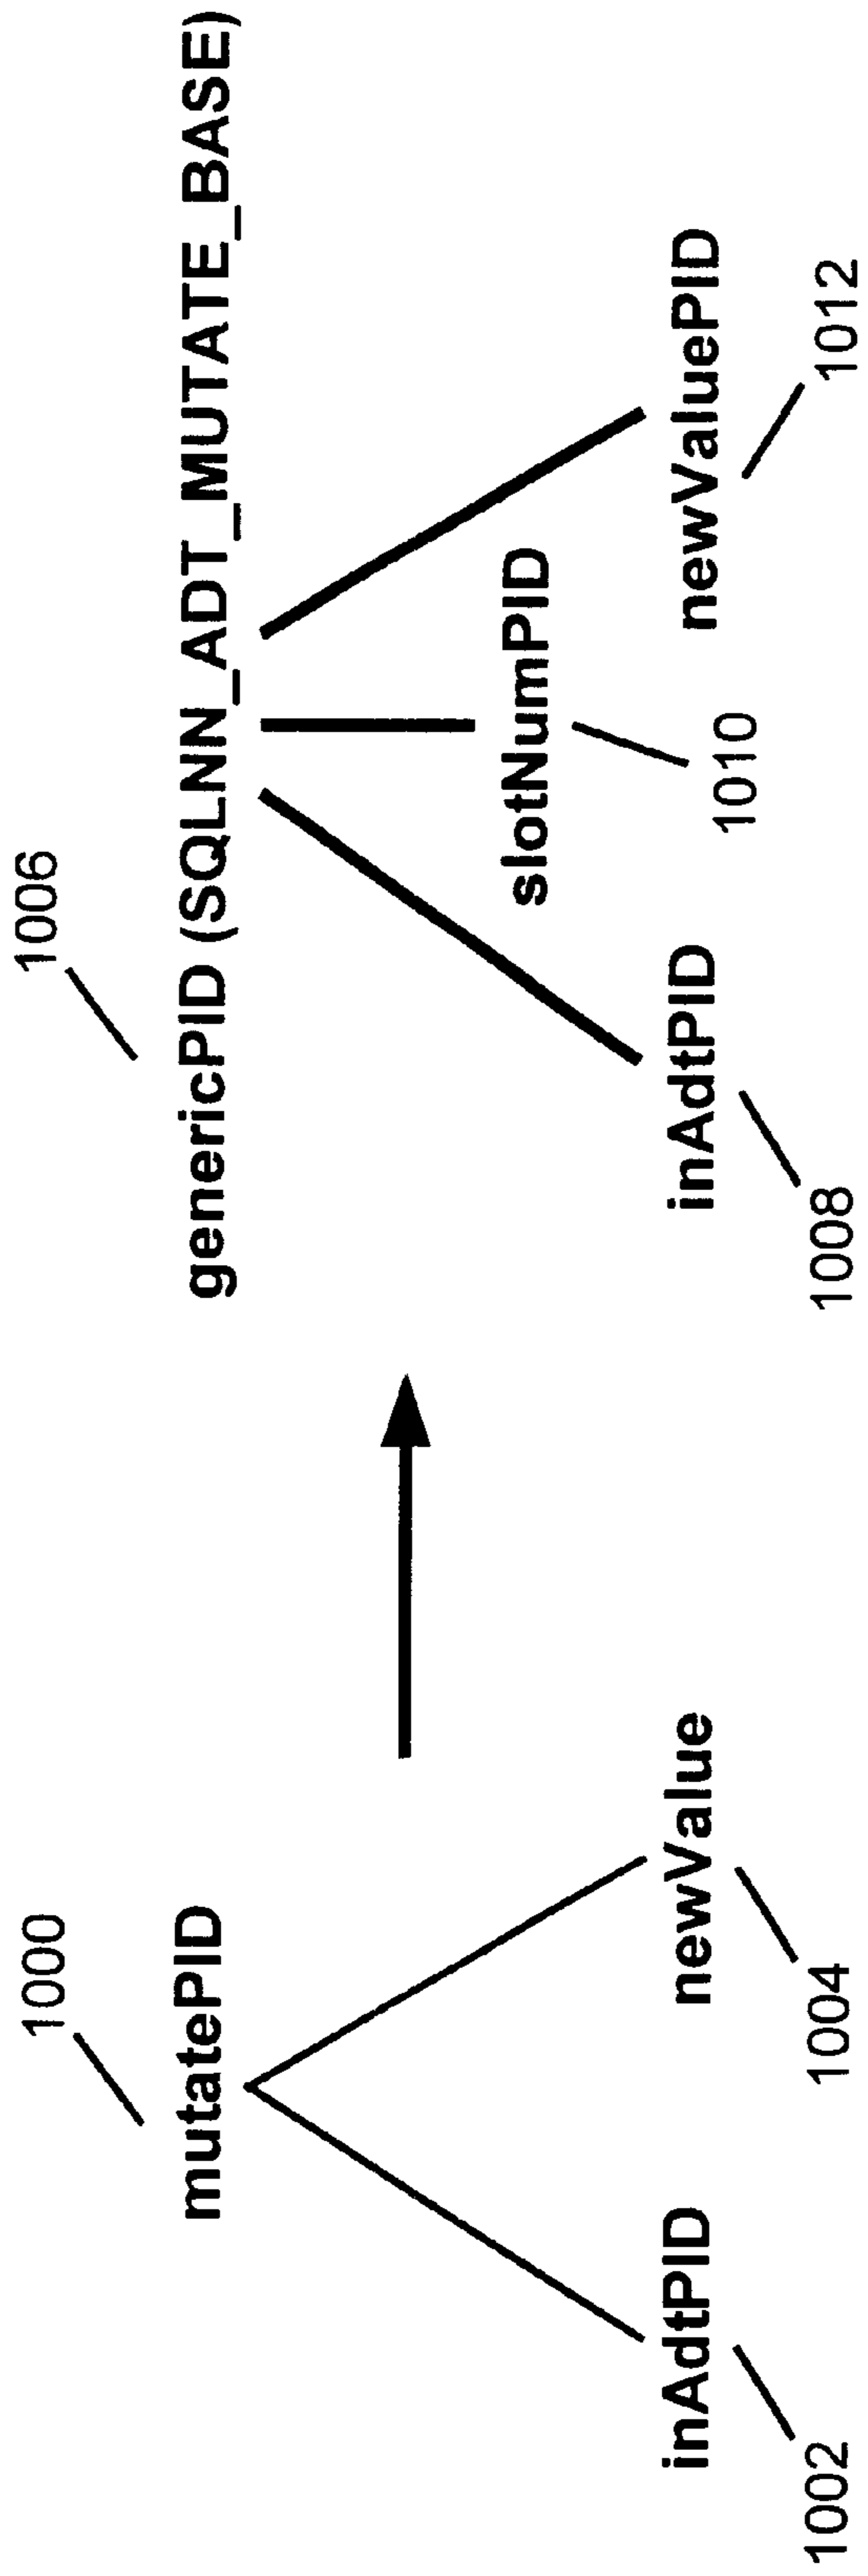 1000
mutatePID
inAdtPID
newValue
1002
1004
1006
genericPID (SQLNN_ADT_MUTATE_BASE)
slotNumPID
inAdtPID
newValuePID
1010
1008
1012